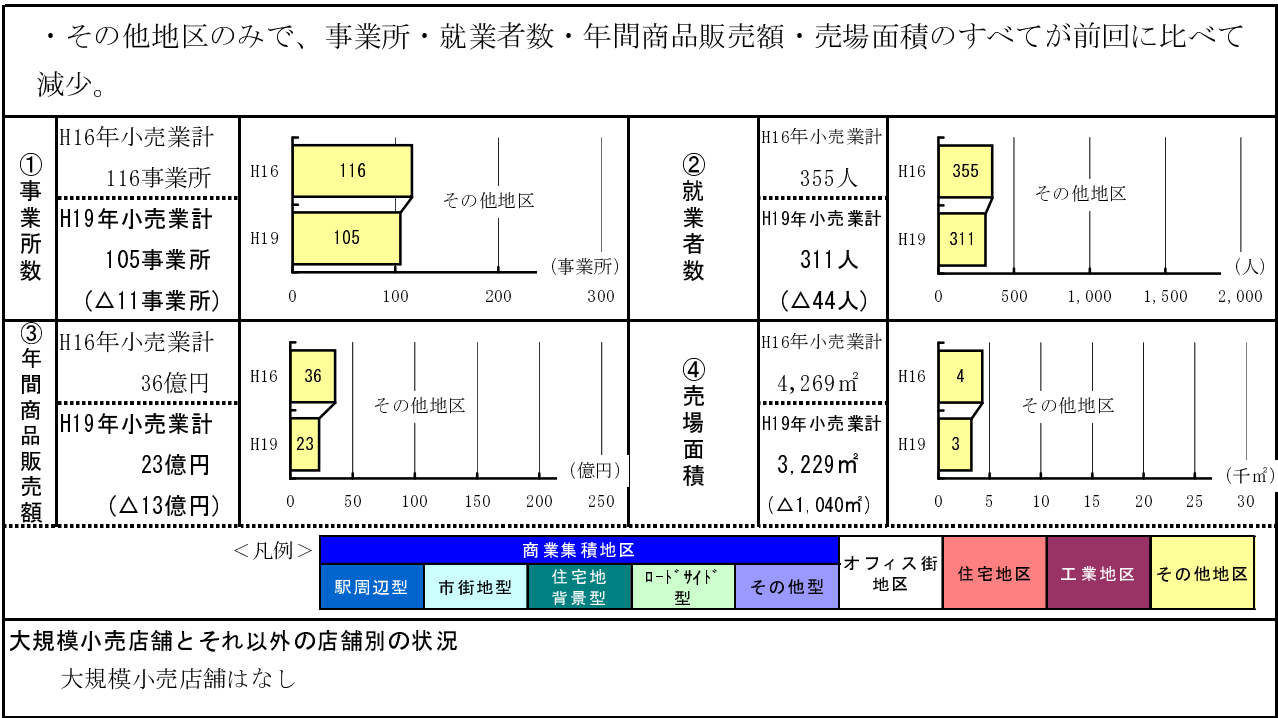 ・その他地区のみで、事業所・就業者数・年間商品販売額・売場面積のすべてが前回に比べて
減少。
①事業所数
H16年小売業計
116事業所
H19年小売業計
105事業所
(△11事業所)
H16
116
その他地区
H19
105
(事業所)
0 100 200 300
②就業者数
H16年小売業計
355人
H19年小売業計
311人
(△44人)
H16
355
その他地区
H19
311
(人)
0 500 1,000 1,500 2,000
③年間商品販売額
H16年小売業計
36億円
H19年小売業計
23億円
(△13億円)
H16
36
その他地区
H19
23
(億円)
0 50 100 150 200 250
④売場面積
H16年小売業計
4,269㎡
H19年小売業計
3,229㎡
(△1,040㎡)
H16
4
その他地区
H19
3
(千㎡)
0 5 10 15 20 25 30
＜凡例＞
商業集積地区
駅周辺型
市街地型
住宅地
背景型
ﾛｰﾄﾞｻｲﾄﾞ
型
その他型
オフィス街
地区
住宅地区
工業地区
その他地区
大規模小売店舗とそれ以外の店舗別の状況
大規模小売店舗はなし